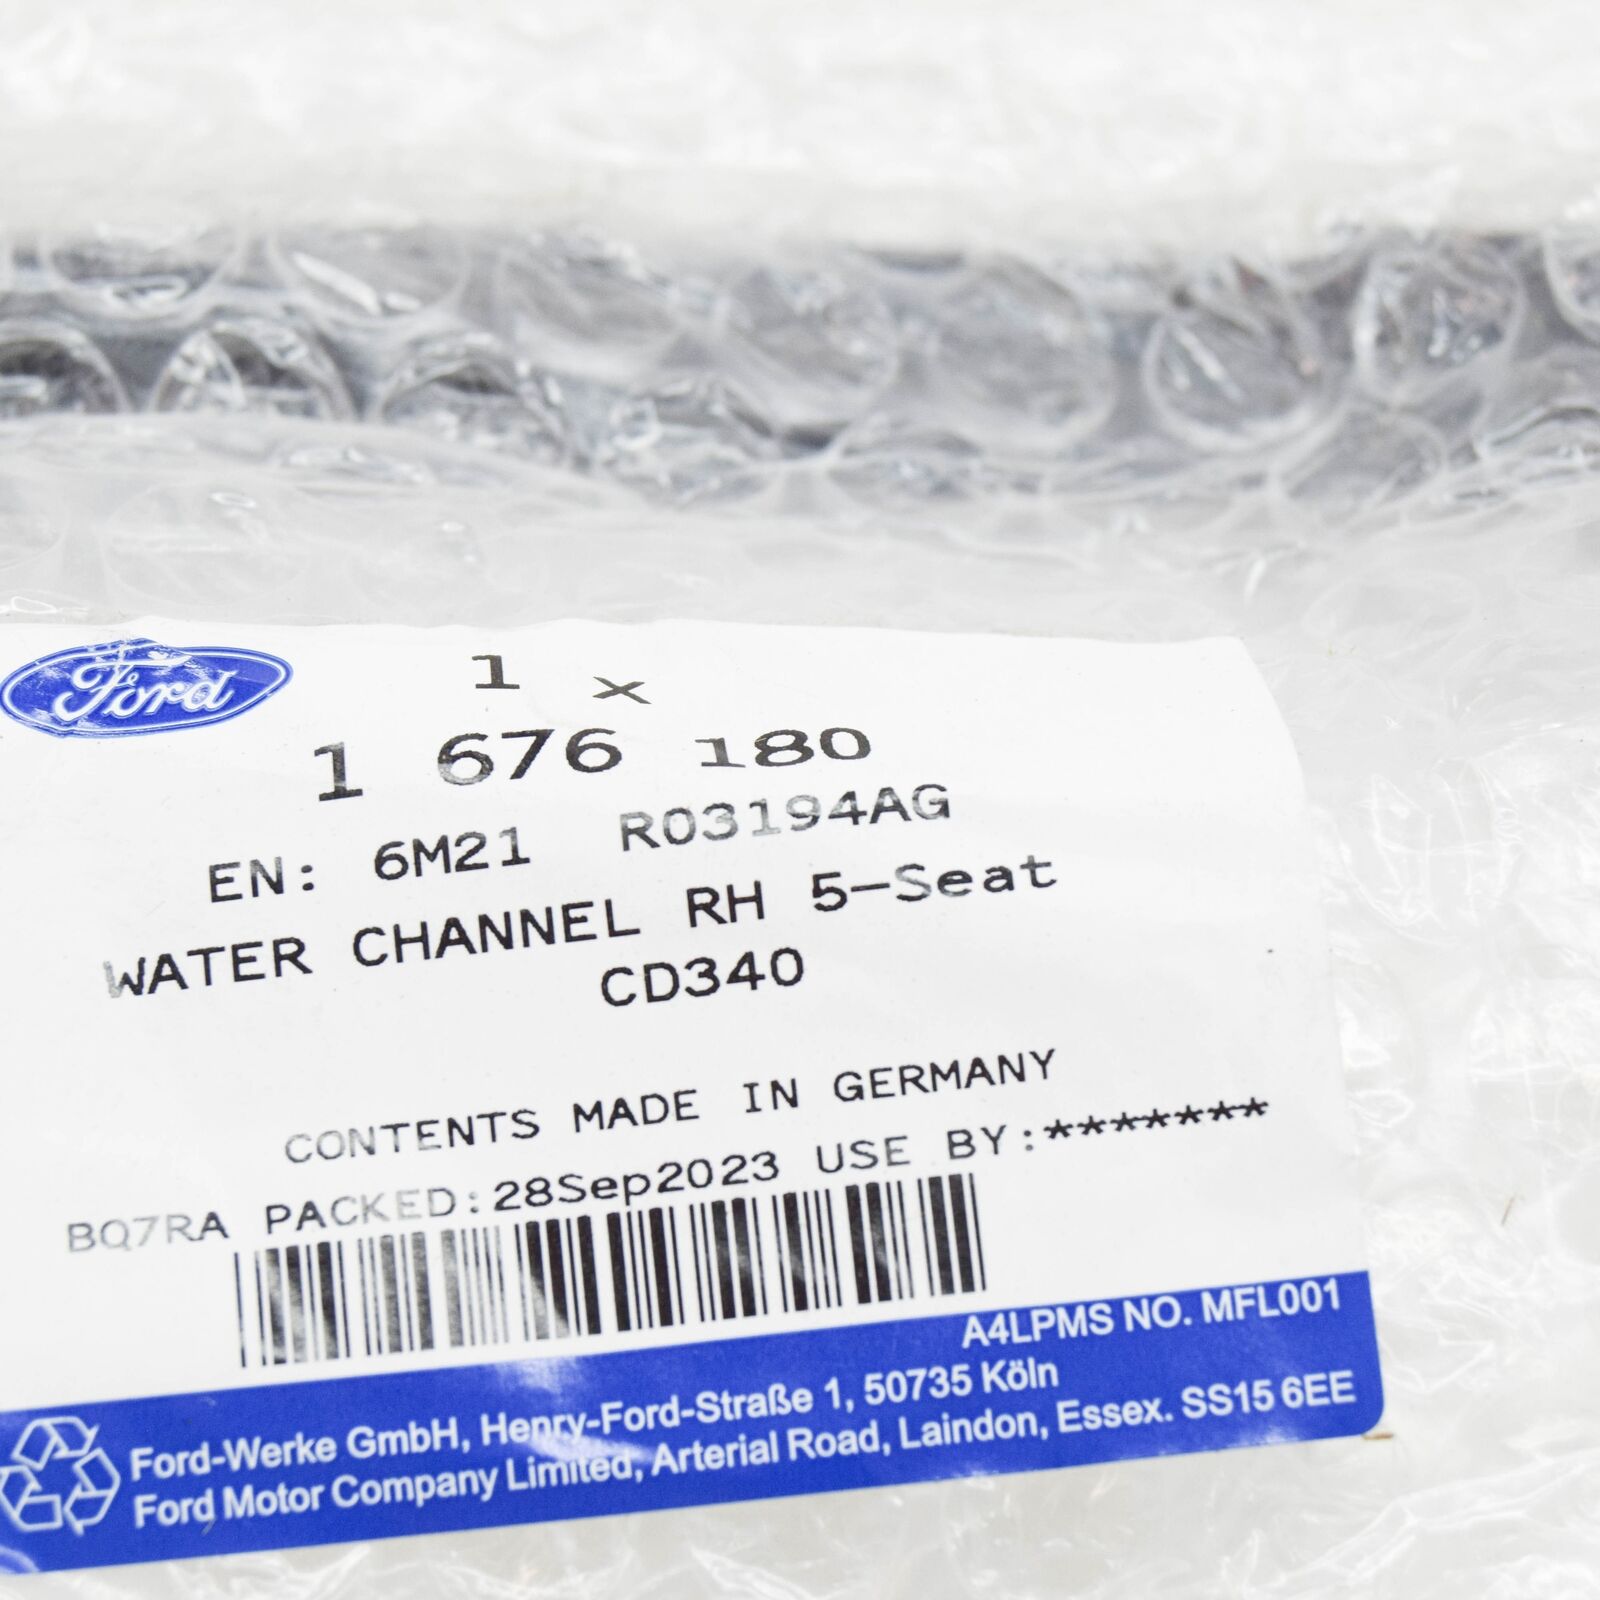 Ford
1 x
1 676 180
EN: 6M21 R03194AG
WATER CHANNEL RH 5-Seat
CD340
CONTENTS MADE IN GERMANY
BQ7RA PACKED:28Sep2023 USE BY:*******
A4LPMS NO. MFL001
Ford-Werke GmbH, Henry-Ford-Straße 1, 50735 Köln
Ford Motor Company Limited, Arterial Road, Laindon, Essex. SS15 6EE